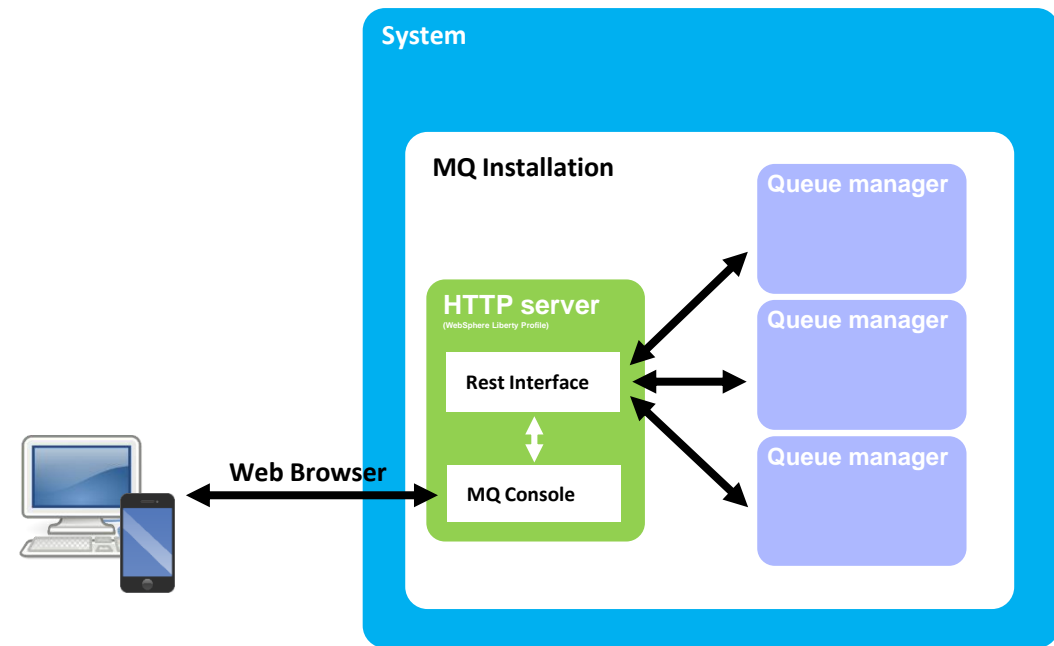 System
MQ Installation
Queue manager
HTTP server
(WebSphere Liberty Profile)
Queue manager
Rest Interface
Queue manager
Web Browser
MQ Console